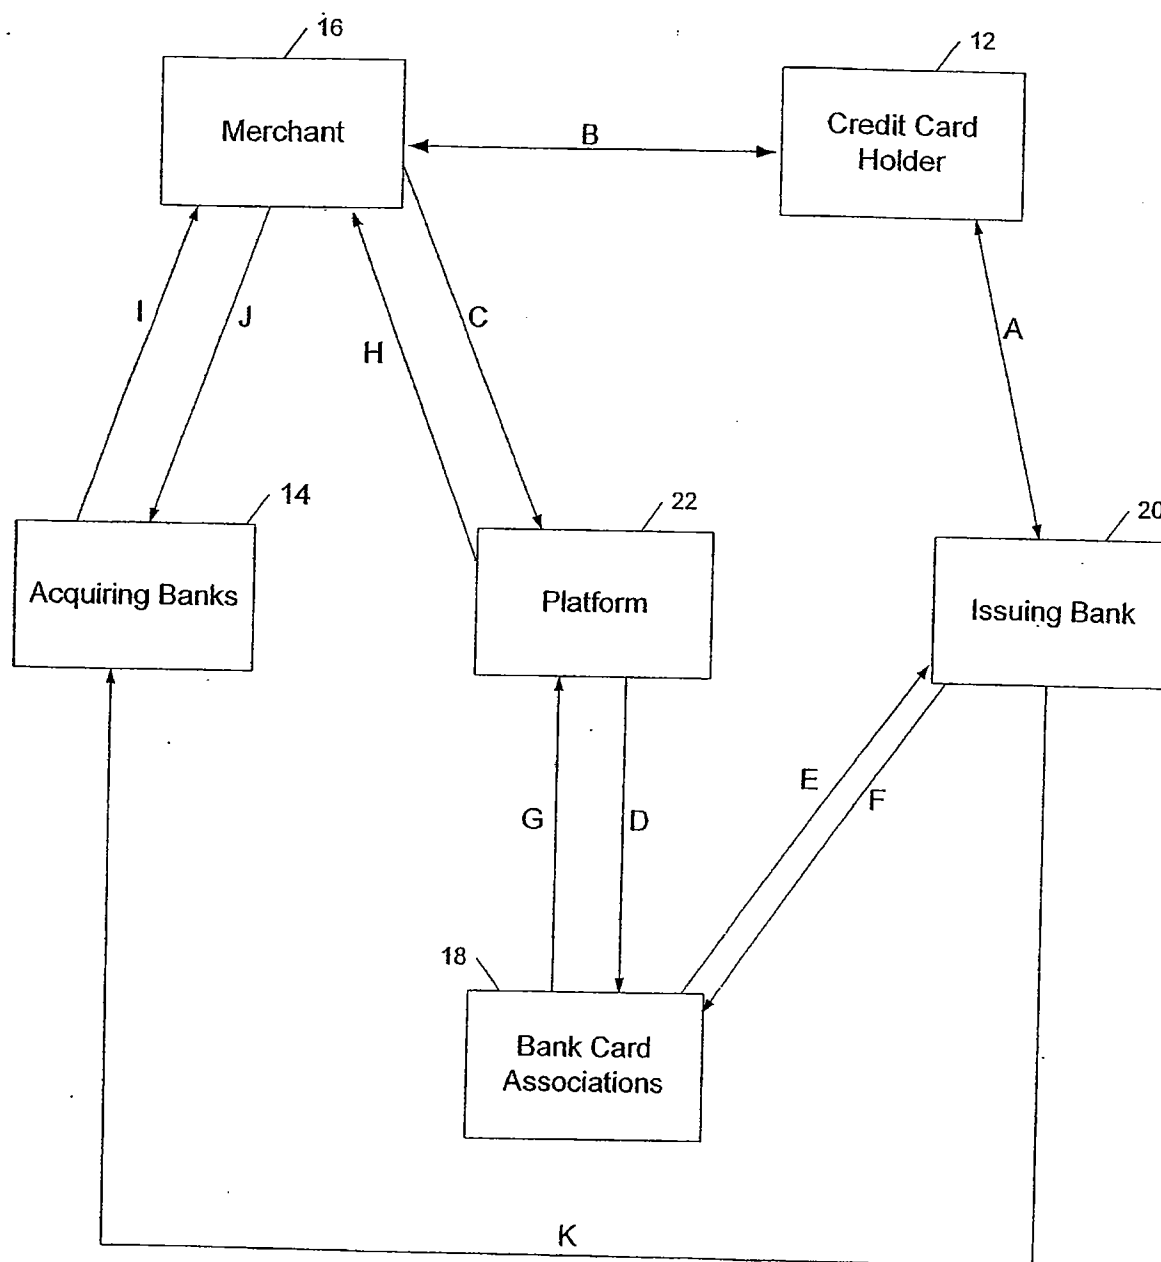 16
12
Merchant
B
Credit Card
Holder
I
J
C
H
A
14
22
20
Acquiring Banks
Platform
Issuing Bank
E
F
G
D
18
Bank Card
Associations
K